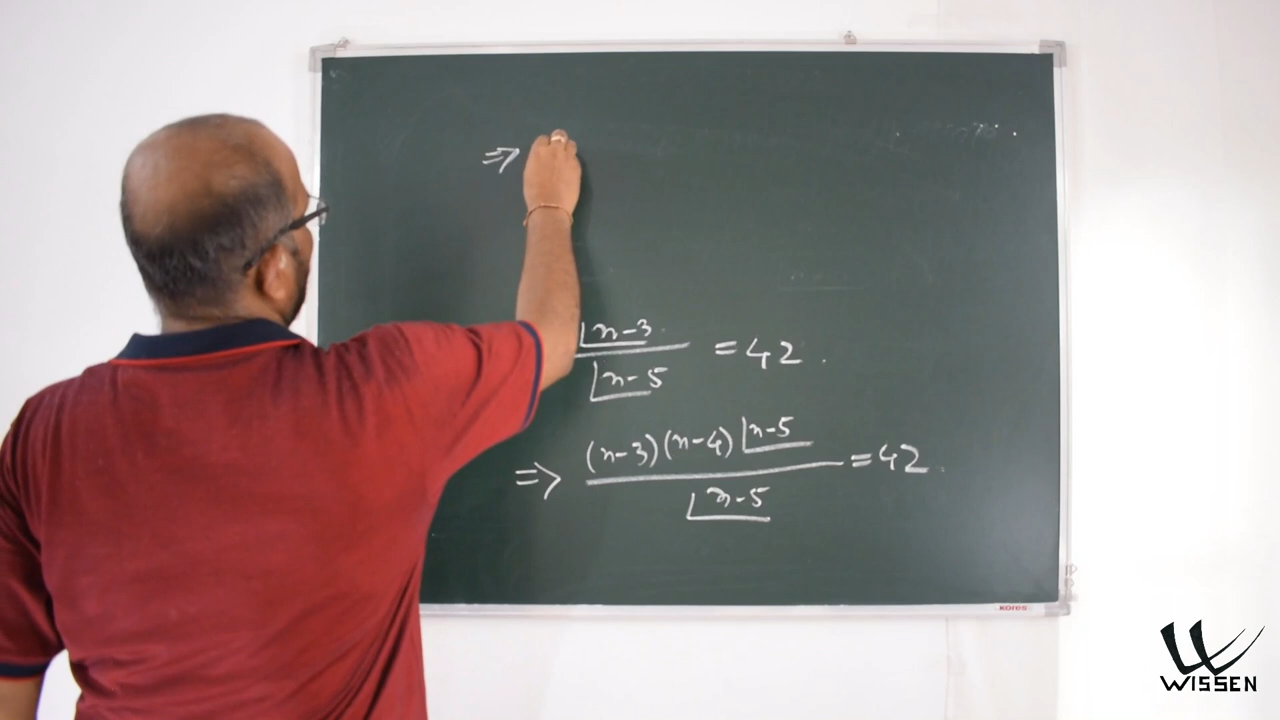 ⇒
⌊n-3 / ⌊n-5 = 42 .
⇒ (n-3)(n-4)⌊n-5 / ⌊n-5 = 42
kores
WISSEN